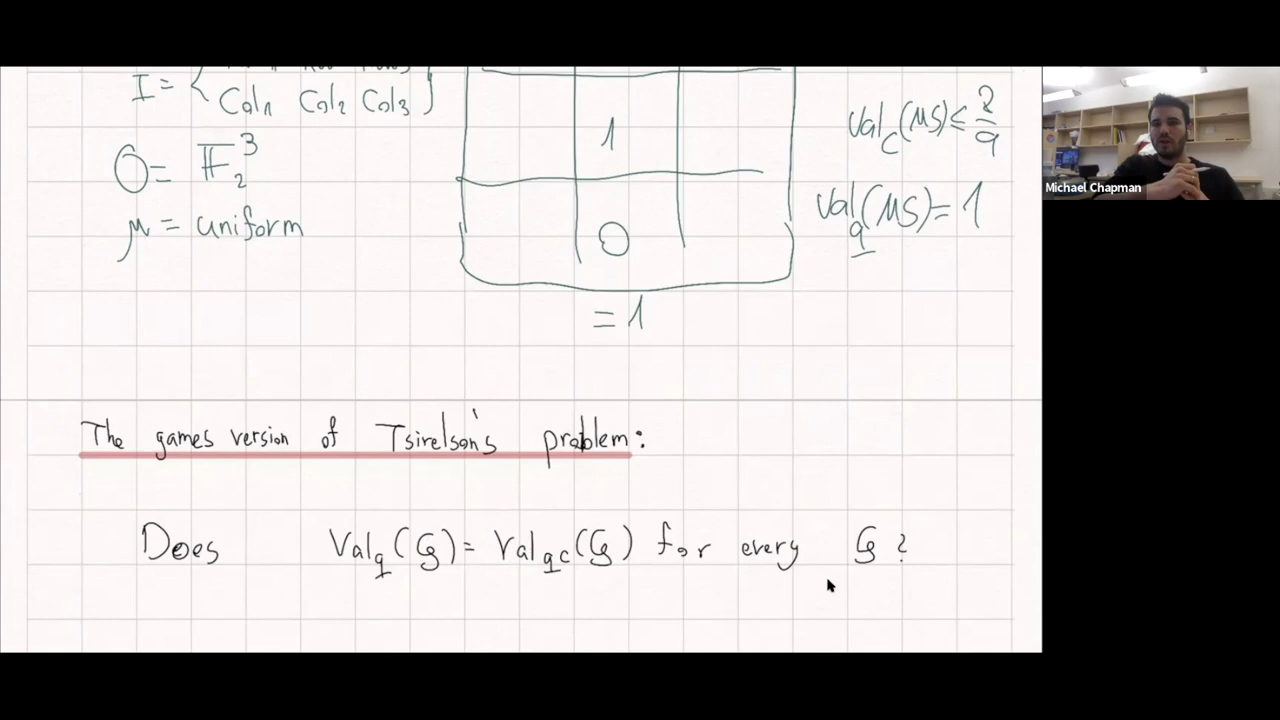 I = {
Col₁ Col₂ Col₃ }
O = 𝔽₂³
μ = uniform
1
0
= 1
val_c(MS) ≤ 8/9
val_q(MS) = 1
Michael Chapman
The games version of Tsirelson's problem:
Does Val_q(G) = Val_qc(G) for every G ?